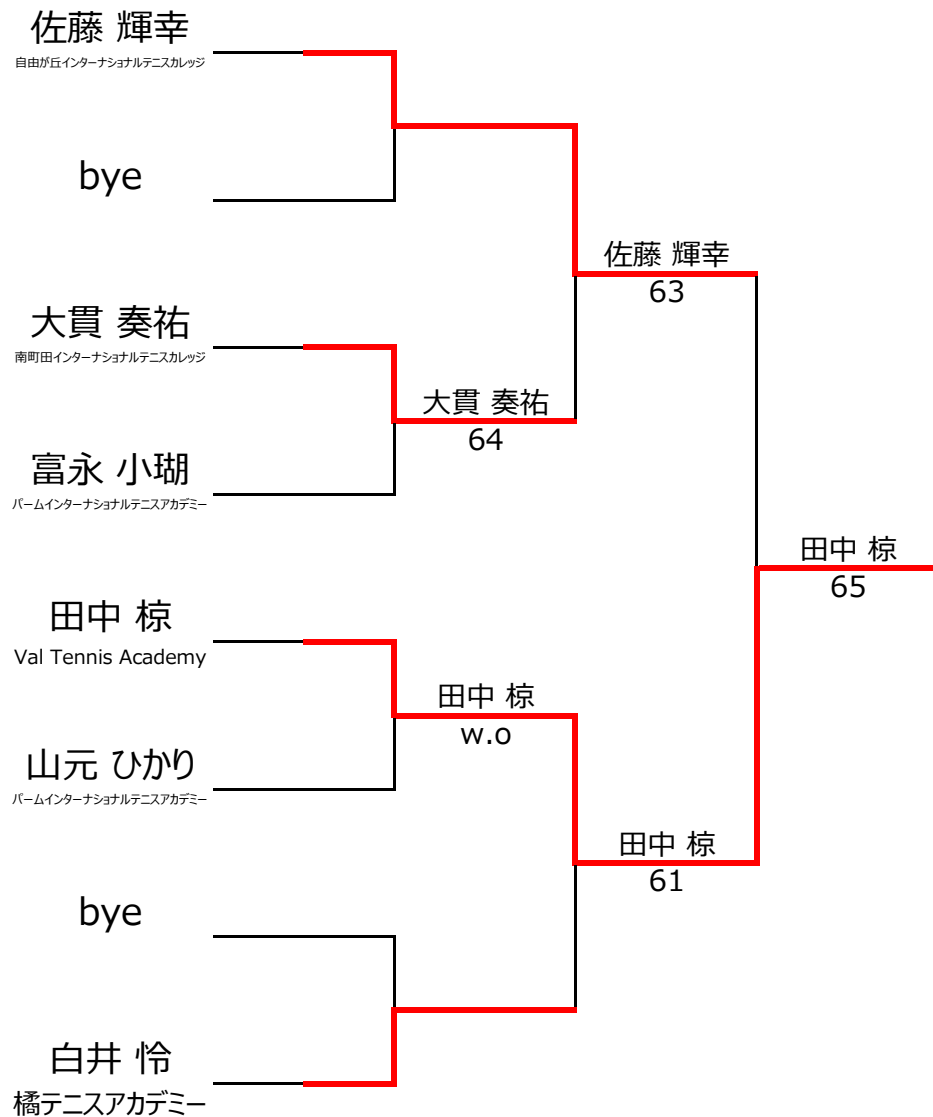 佐藤 輝幸
自由が丘インターナショナルテニスカレッジ
bye
佐藤 輝幸
63
大貫 奏祐
南町田インターナショナルテニスカレッジ
大貫 奏祐
64
富永 小瑚
パームインターナショナルテニスアカデミー
田中 椋
65
田中 椋
Val Tennis Academy
田中 椋
w.o
山元 ひかり
パームインターナショナルテニスアカデミー
田中 椋
61
bye
白井 怜
橘テニスアカデミー